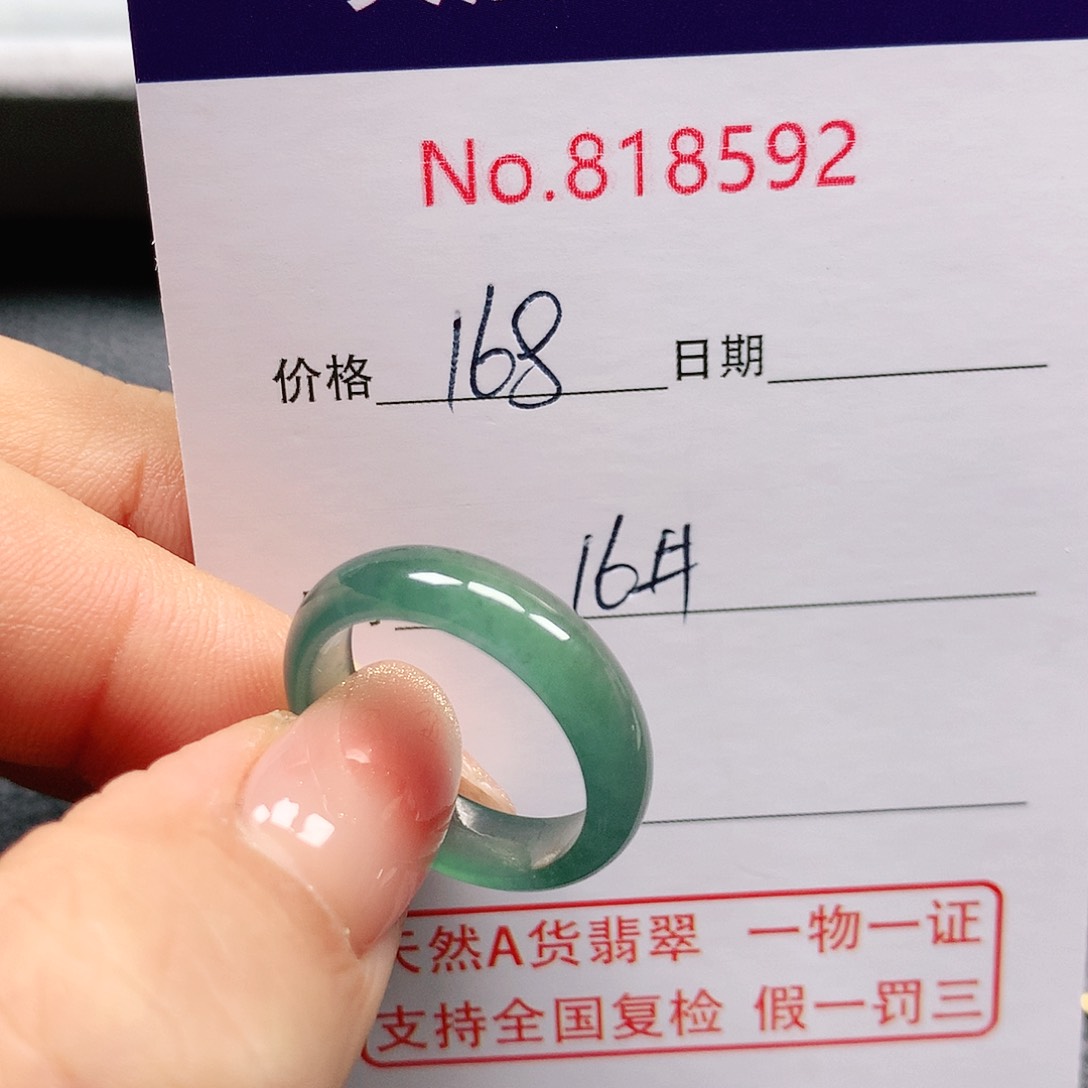 No.818592
价格 168 日期
16#
天然A货翡翠 一物一证
支持全国复检 假一罚三